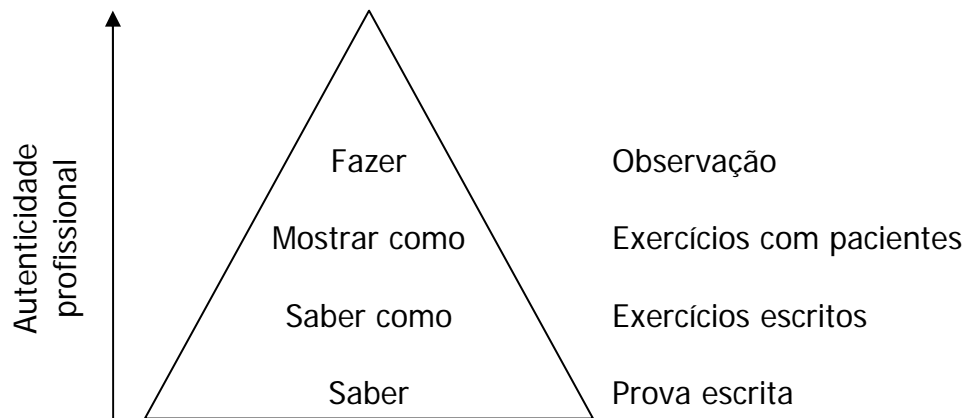 Autenticidade
profissional
Fazer
Observação
Mostrar como
Exercícios com pacientes
Saber como
Exercícios escritos
Saber
Prova escrita